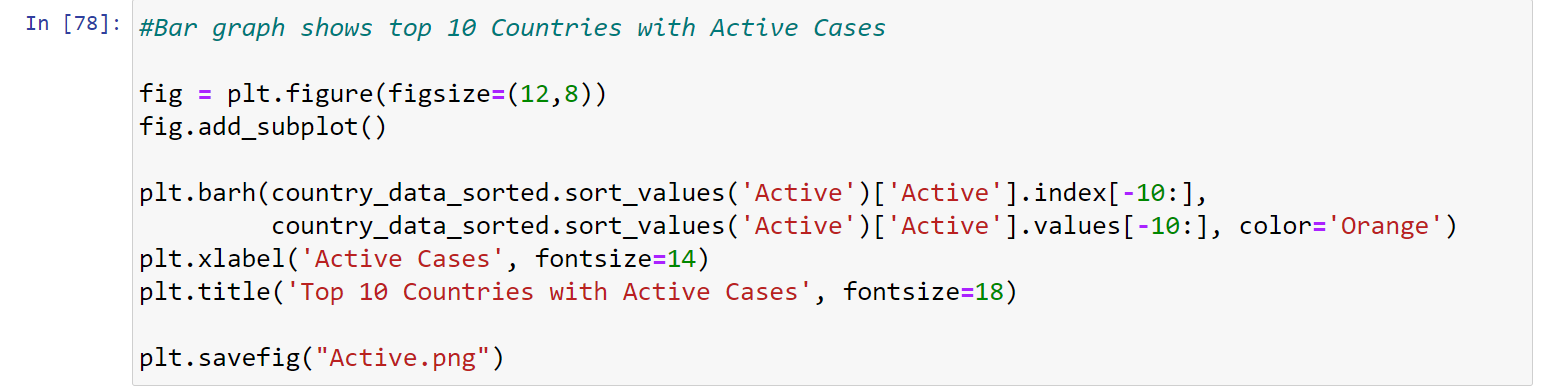 In [78]: #Bar graph shows top 10 Countries with Active Cases
fig = plt.figure(figsize=(12,8))
fig.add_subplot()
plt.barh(country_data_sorted.sort_values('Active')['Active'].index[-10:],
country_data_sorted.sort_values('Active')['Active'].values[-10:], color='Orange')
plt.xlabel('Active Cases', fontsize=14)
plt.title('Top 10 Countries with Active Cases', fontsize=18)
plt.savefig("Active.png")